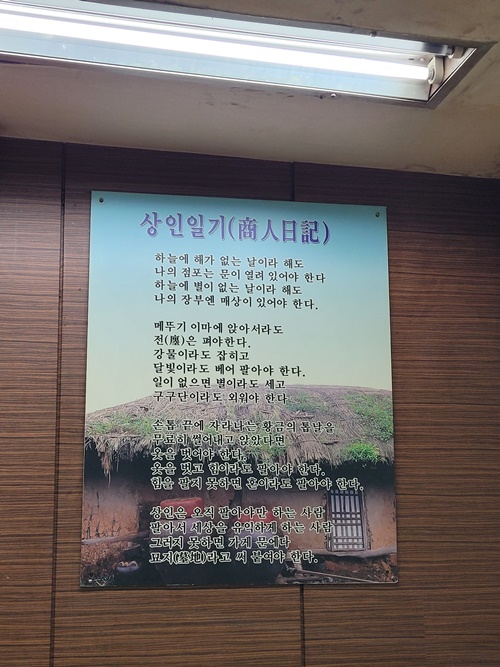 상인일기(商人日記)
하늘에 해가 없는 날이라 해도
나의 점포는 문이 열려 있어야 한다
하늘에 별이 없는 날이라 해도
나의 장부엔 매상이 있어야 한다.
메뚜기 이마에 앉아서라도
전(廛)은 펴야한다.
강물이라도 잡히고
달빛이라도 베어 팔아야 한다.
일이 없으면 별이라도 세고
구구단이라도 외워야 한다
손톱 끝에 자라나는 황금의 톱날을
무료히 썰어내고 앉았다면
옷을 벗어야 한다.
옷을 벗고 힘이라도 팔아야 한다.
힘을 팔지 못하면 혼이라도 팔아야 한다.
상인은 오직 팔아야만 하는 사람
팔아서 세상을 유익하게 하는 사람
그러지 못하면 가게 문에다
묘지(墓地)라고 써 붙여야 한다.